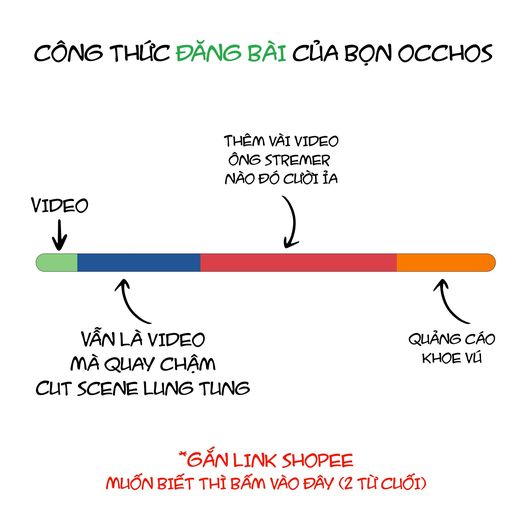 CÔNG THỨC ĐĂNG BÀI CỦA BỌN OCCHOS
THÊM VÀI VIDEO
ÔNG STREMER
NÀO ĐÓ CƯỜI ỈA
VIDEO
VẪN LÀ VIDEO
MÀ QUAY CHẬM
CUT SCENE LUNG TUNG
QUẢNG CÁO
KHOE VÚ
*GẮN LINK SHOPEE
MUỐN BIẾT THÌ BẤM VÀO ĐÂY (2 TỪ CUỐI)